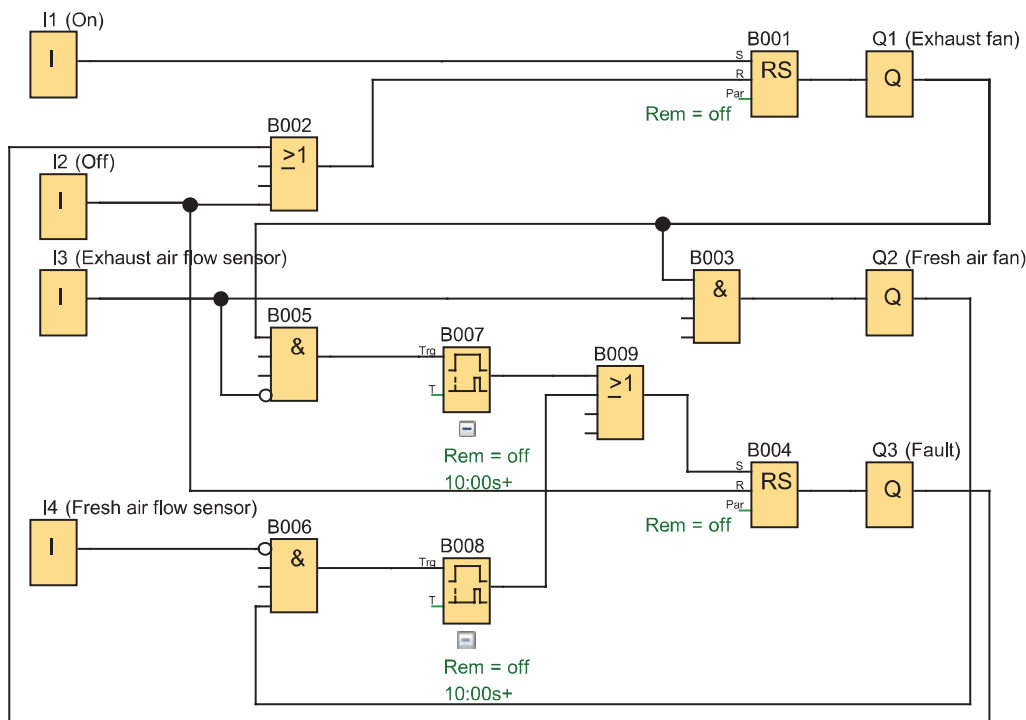 I1 (On)
I
B001
S
R
Par
RS
Rem = off
Q1 (Exhaust fan)
Q
B002
≥1
I2 (Off)
I
I3 (Exhaust air flow sensor)
I
B003
&
Q2 (Fresh air fan)
Q
B005
&
B007
Trg
T
Rem = off
10:00s+
B009
≥1
B004
S
R
Par
RS
Rem = off
Q3 (Fault)
Q
I4 (Fresh air flow sensor)
I
B006
&
B008
Trg
T
Rem = off
10:00s+